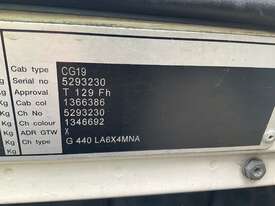 Cab type CG19
Kg Serial no 5293230
Kg Approval T 129 Fh
Kg Cab col 1366386
Kg Ch No 5293230
Kg Ch colour 1346692
Kg ADR GTW X
Kg Ch type G 440 LA6X4MNA